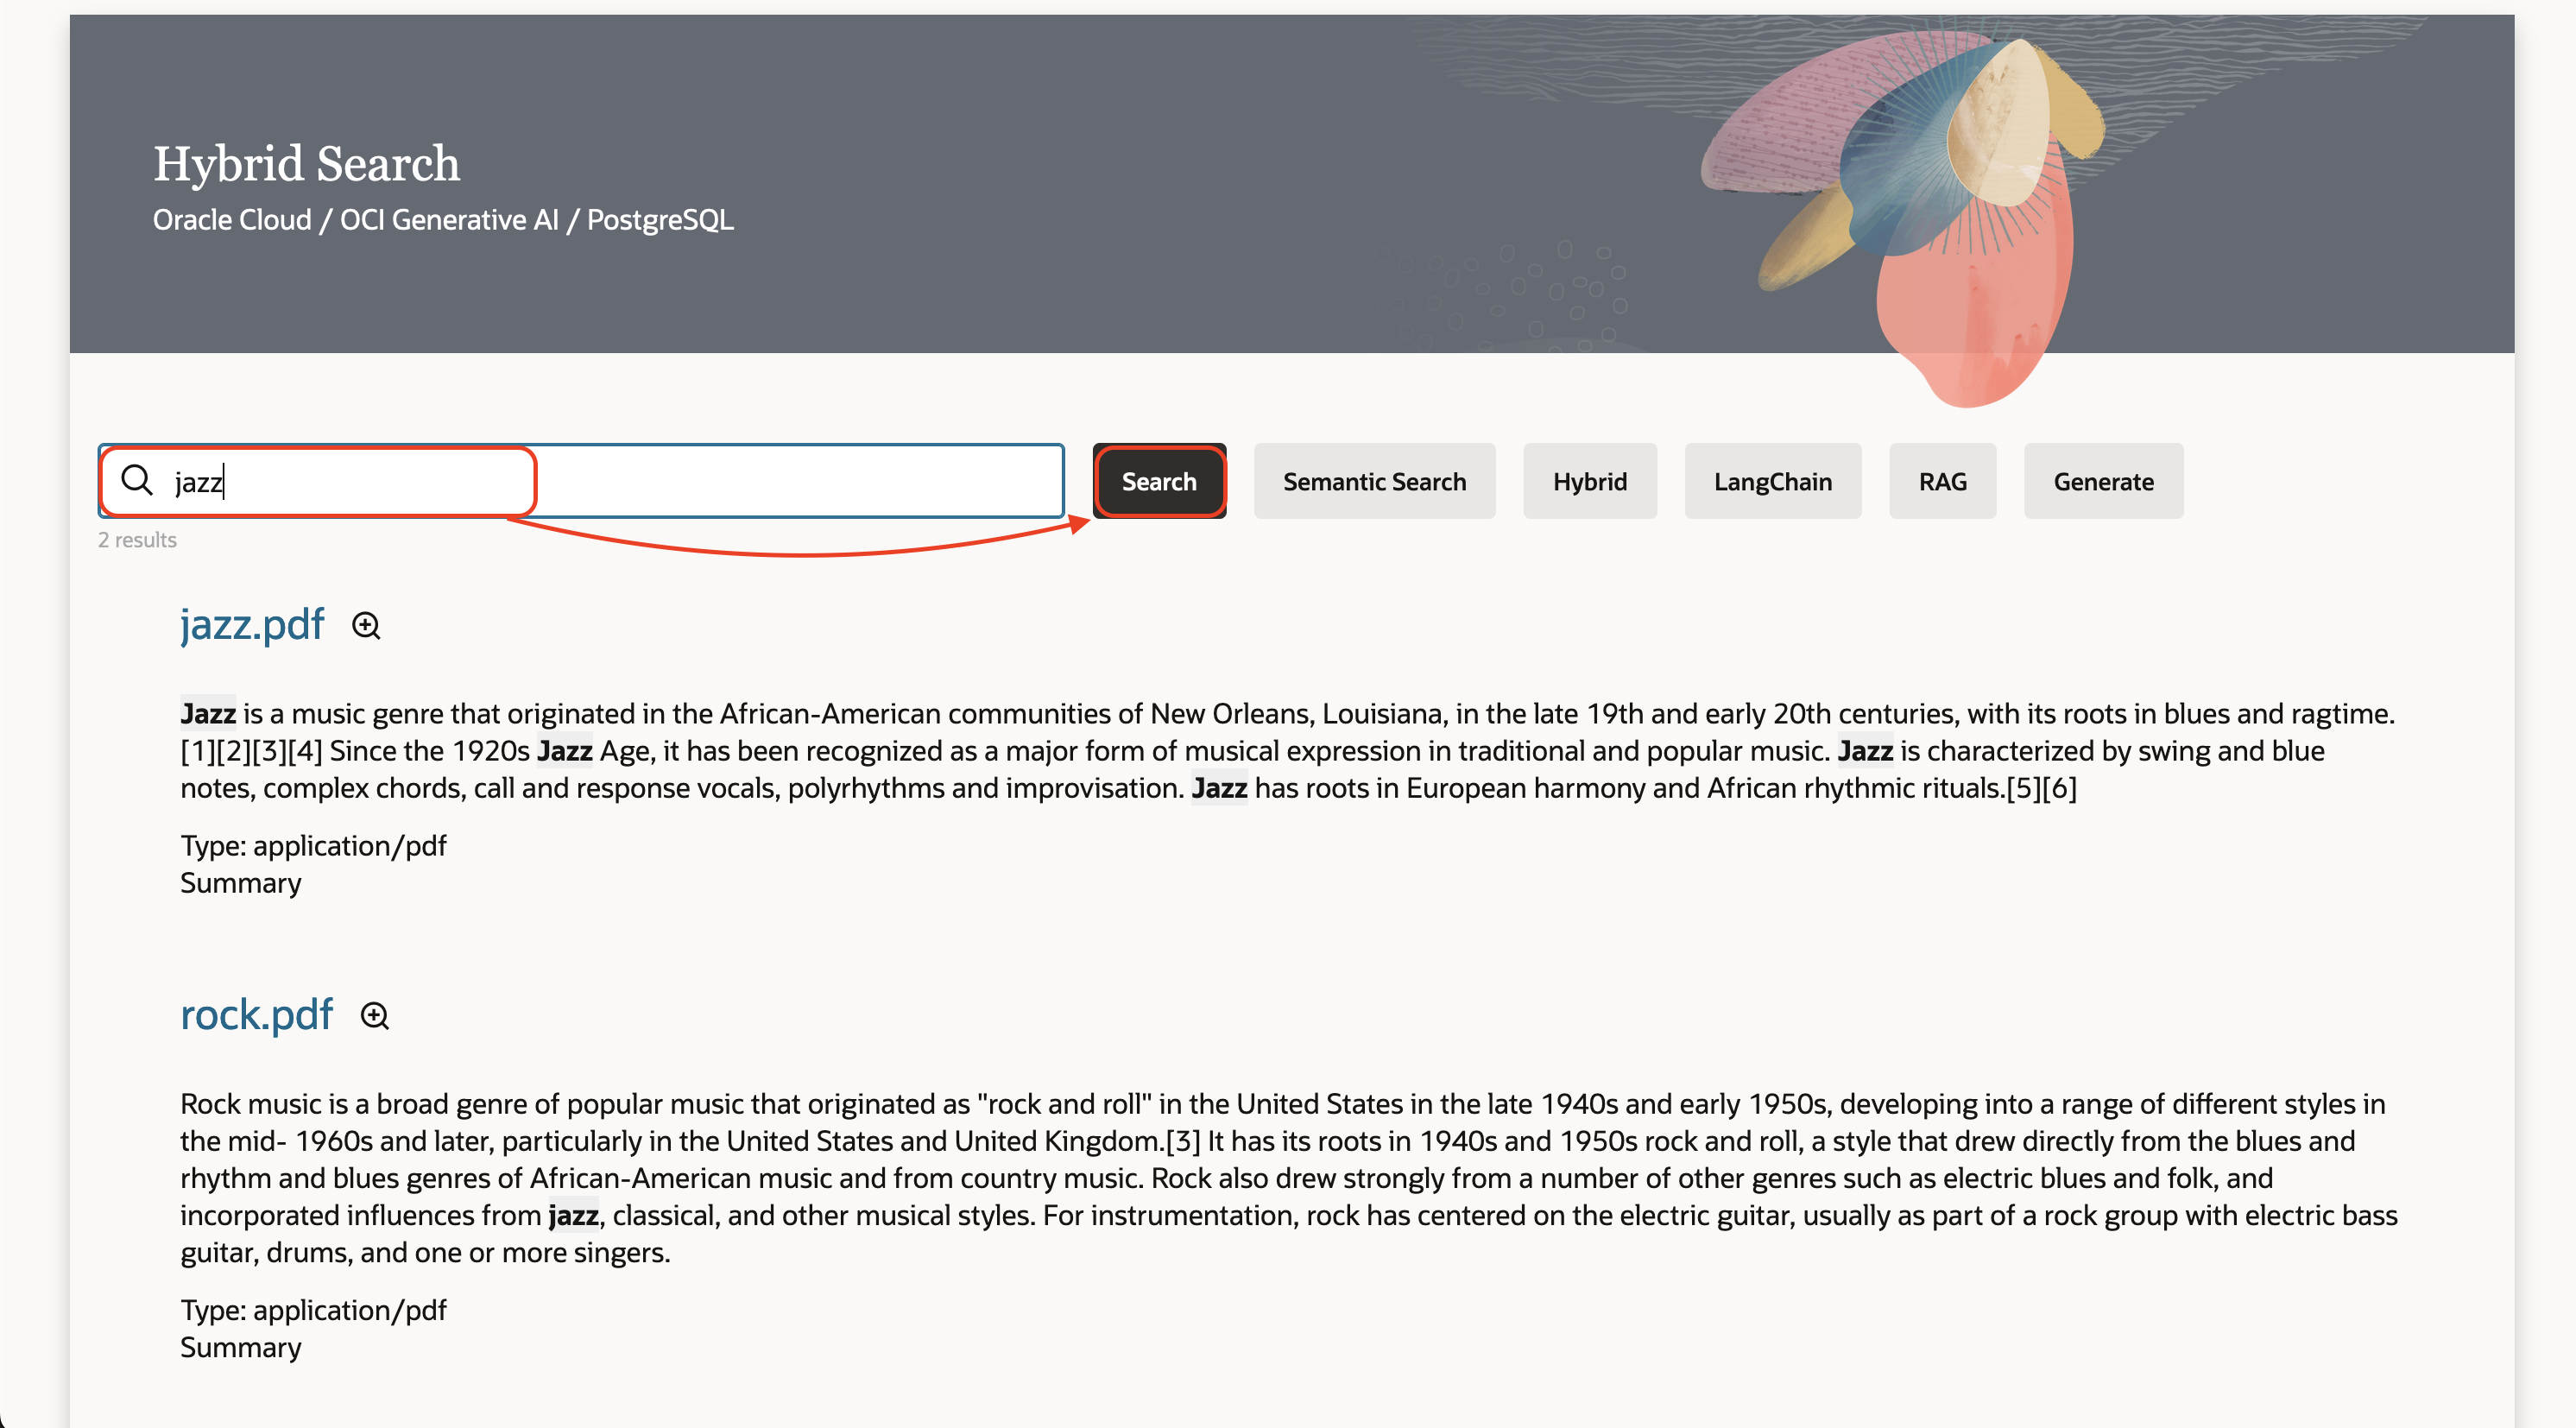 Hybrid Search
Oracle Cloud / OCI Generative AI / PostgreSQL
jazz
Search
Semantic Search
Hybrid
LangChain
RAG
Generate
2 results
jazz.pdf
Jazz is a music genre that originated in the African-American communities of New Orleans, Louisiana, in the late 19th and early 20th centuries, with its roots in blues and ragtime.
[1][2][3][4] Since the 1920s Jazz Age, it has been recognized as a major form of musical expression in traditional and popular music. Jazz is characterized by swing and blue
notes, complex chords, call and response vocals, polyrhythms and improvisation. Jazz has roots in European harmony and African rhythmic rituals.[5][6]
Type: application/pdf
Summary
rock.pdf
Rock music is a broad genre of popular music that originated as "rock and roll" in the United States in the late 1940s and early 1950s, developing into a range of different styles in
the mid- 1960s and later, particularly in the United States and United Kingdom.[3] It has its roots in 1940s and 1950s rock and roll, a style that drew directly from the blues and
rhythm and blues genres of African-American music and from country music. Rock also drew strongly from a number of other genres such as electric blues and folk, and
incorporated influences from jazz, classical, and other musical styles. For instrumentation, rock has centered on the electric guitar, usually as part of a rock group with electric bass
guitar, drums, and one or more singers.
Type: application/pdf
Summary